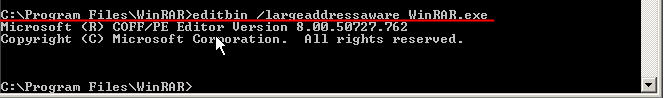 C:\Program Files\WinRAR>editbin /largeaddressaware WinRAR.exe
Microsoft (R) COFF/PE Editor Version 8.00.50727.762
Copyright (C) Microsoft Corporation.  All rights reserved.
C:\Program Files\WinRAR>